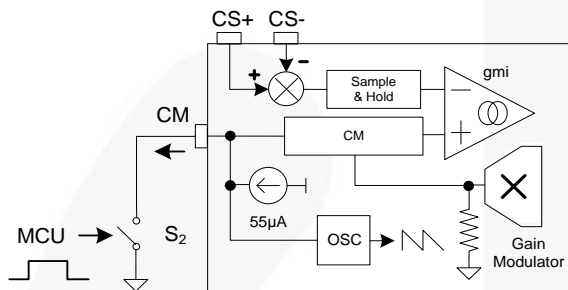 CS+ CS-
+ -
gmi
Sample
& Hold
−
+
CM
CM
55µA
MCU
S2
OSC
Gain
Modulator